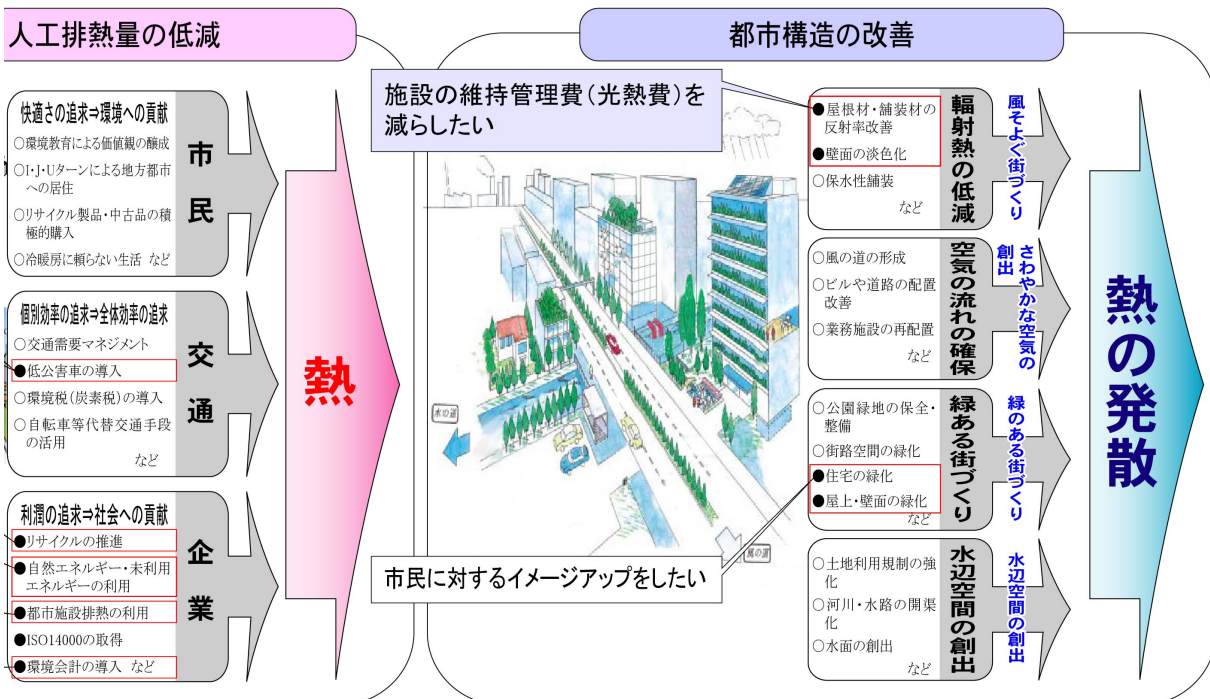 人工排熱量の低減
快適さの追求⇒環境への貢献
○環境教育による価値観の醸成
○I・J・Uターンによる地方都市
への居住
○リサイクル製品・中古品の積
極的購入
○冷暖房に頼らない生活 など
市民
個別効率の追求⇒全体効率の追求
○交通需要マネジメント
●低公害車の導入
○環境税(炭素税)の導入
○自転車等代替交通手段
の活用
など
交通
利潤の追求⇒社会への貢献
●リサイクルの推進
●自然エネルギー・未利用
エネルギーの利用
●都市施設排熱の利用
●ISO14000の取得
●環境会計の導入 など
企業
熱
都市構造の改善
施設の維持管理費(光熱費)を
減らしたい
水の道
風の道
市民に対するイメージアップをしたい
●屋根材・舗装材の
反射率改善
●壁面の淡色化
○保水性舗装
など
輻射熱の低減
風そよぐ街づくり
○風の道の形成
○ビルや道路の配置
改善
○業務施設の再配置
など
空気の流れの確保
さわやかな空気の
創出
○公園緑地の保全・
整備
○街路空間の緑化
●住宅の緑化
●屋上・壁面の緑化
など
緑ある街づくり
緑のある街づくり
○土地利用規制の強
化
○河川・水路の開渠
化
○水面の創出
など
水辺空間の創出
水辺空間の創出
熱の発散